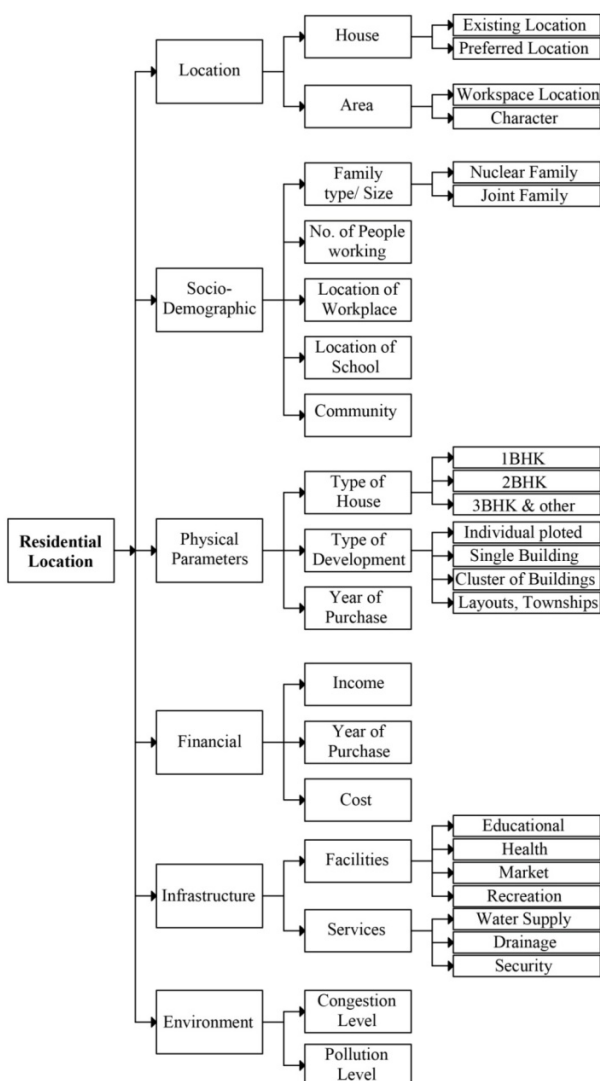 Residential
Location
Location
House
Existing Location
Preferred Location
Area
Workspace Location
Character
Socio-
Demographic
Family
type/ Size
Nuclear Family
Joint Family
No. of People
working
Location of
Workplace
Location of
School
Community
Physical
Parameters
Type of
House
1BHK
2BHK
3BHK & other
Type of
Development
Individual ploted
Single Building
Cluster of Buildings
Layouts, Townships
Year of
Purchase
Financial
Income
Year of
Purchase
Cost
Infrastructure
Facilities
Educational
Health
Market
Recreation
Services
Water Supply
Drainage
Security
Environment
Congestion
Level
Pollution
Level